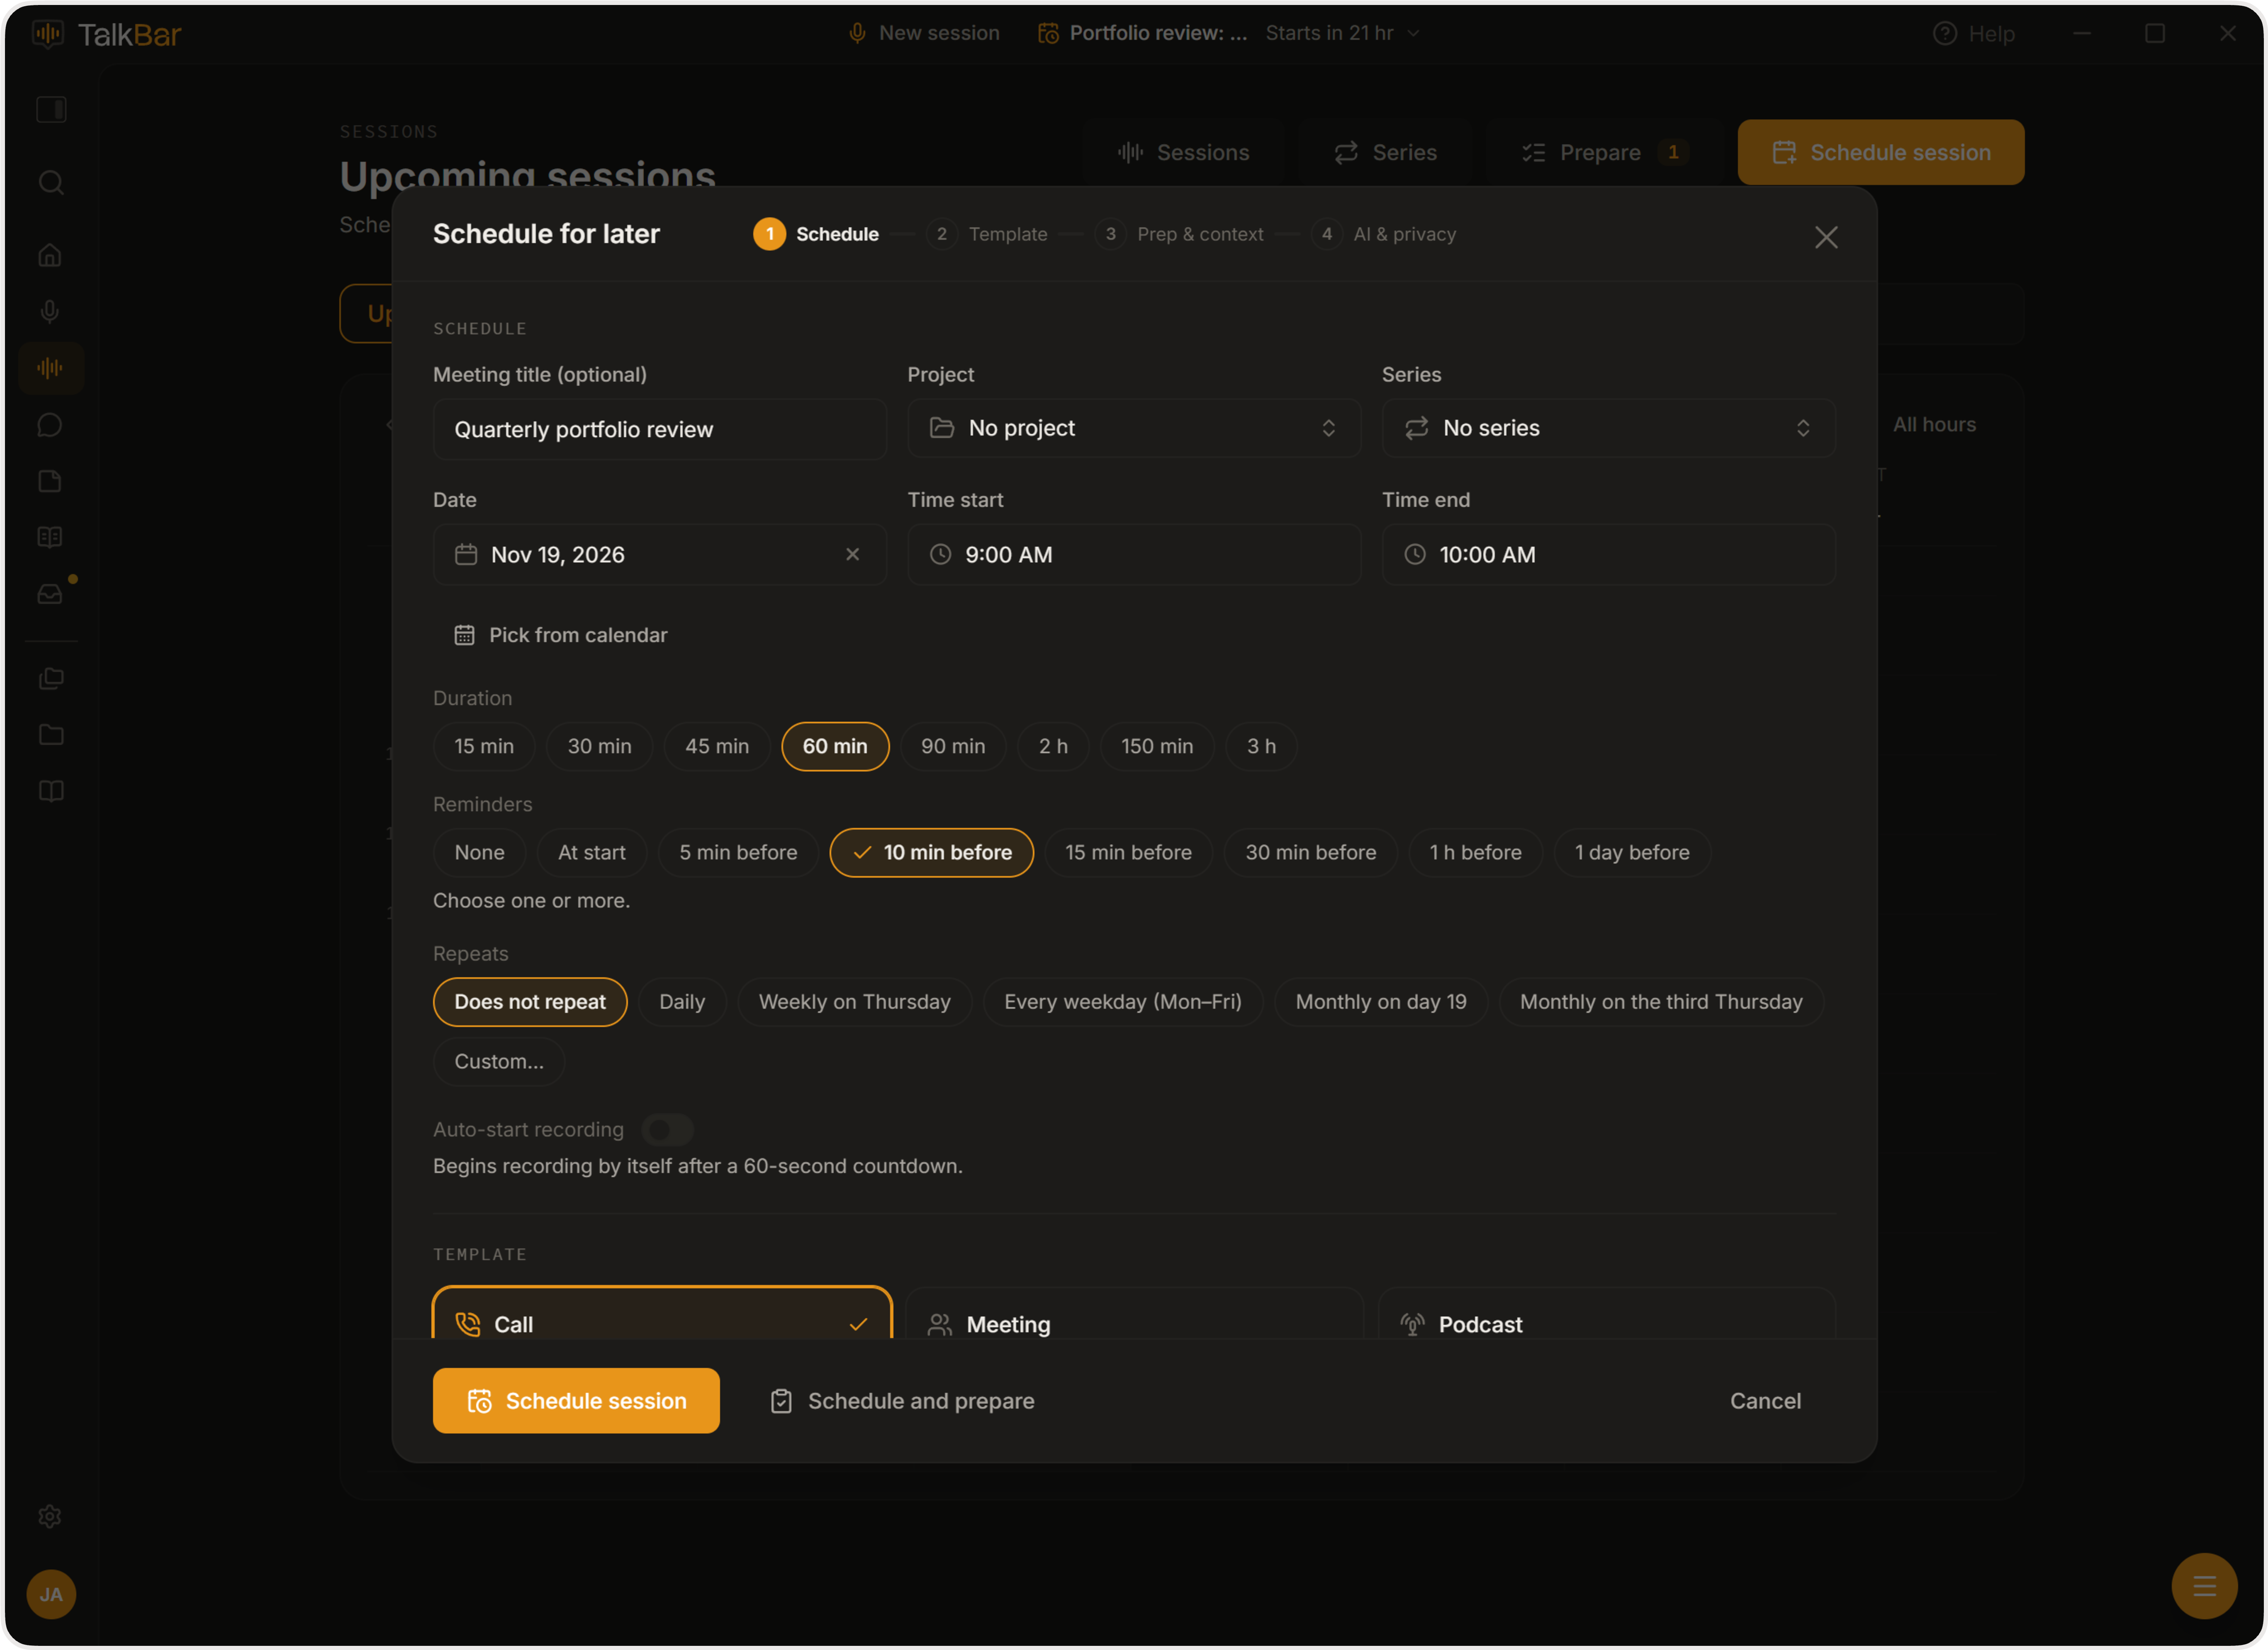 TalkBar
New session
Portfolio review: ... Starts in 21 hr
Help
SESSIONS
Upcoming sessions
Sessions
Series
Prepare 1
Schedule session
Sche
Up
All hours
Schedule for later
1 Schedule
2 Template
3 Prep & context
4 AI & privacy
SCHEDULE
Meeting title (optional)
Project
Series
Quarterly portfolio review
No project
No series
Date
Time start
Time end
Nov 19, 2026
9:00 AM
10:00 AM
Pick from calendar
Duration
15 min 30 min 45 min 60 min 90 min 2 h 150 min 3 h
Reminders
None At start 5 min before 10 min before 15 min before 30 min before 1 h before 1 day before
Choose one or more.
Repeats
Does not repeat Daily Weekly on Thursday Every weekday (Mon–Fri) Monthly on day 19 Monthly on the third Thursday
Custom...
Auto-start recording
Begins recording by itself after a 60-second countdown.
TEMPLATE
Call
Meeting
Podcast
Schedule session
Schedule and prepare
Cancel
JA